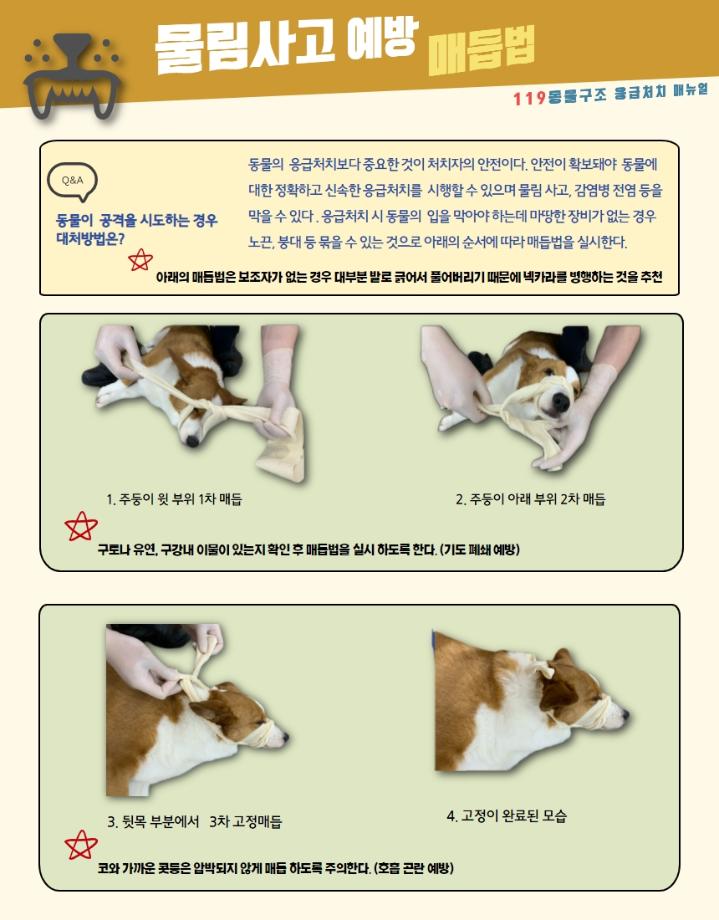 물림사고 예방 매듭법
119동물구조 응급처치 매뉴얼
Q&A
동물이 공격을 시도하는 경우
대처방법은?
동물의 응급처치보다 중요한 것이 처치자의 안전이다. 안전이 확보돼야 동물에
대한 정확하고 신속한 응급처치를 시행할 수 있으며 물림 사고, 감염병 전염 등을
막을 수 있다. 응급처치 시 동물의 입을 막아야 하는데 마땅한 장비가 없는 경우
노끈, 붕대 등 묶을 수 있는 것으로 아래의 순서에 따라 매듭법을 실시한다.
아래의 매듭법은 보조자가 없는 경우 대부분 발로 긁어서 풀어버리기 때문에 넥카라를 병행하는 것을 추천
1. 주둥이 윗 부위 1차 매듭
2. 주둥이 아래 부위 2차 매듭
구토나 유연, 구강내 이물이 있는지 확인 후 매듭법을 실시 하도록 한다. (기도 폐쇄 예방)
3. 뒷목 부분에서 3차 고정매듭
4. 고정이 완료된 모습
코와 가까운 콧등은 압박되지 않게 매듭 하도록 주의한다. (호흡 곤란 예방)